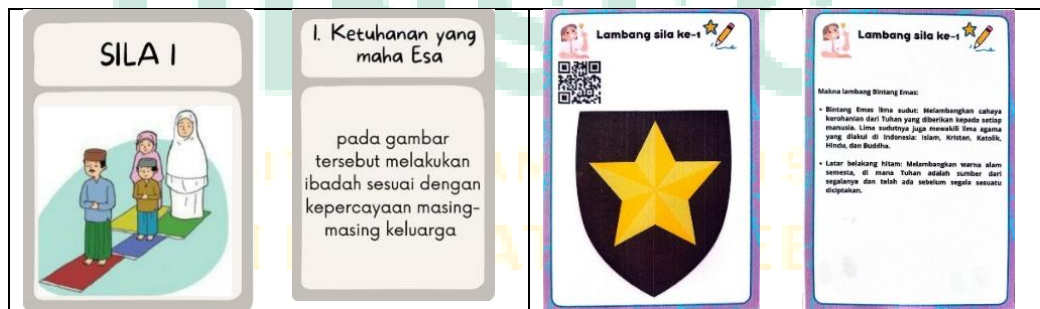 SILA I
I. Ketuhanan yang
maha Esa
pada gambar
tersebut melakukan
ibadah sesuai dengan
kepercayaan masing-
masing keluarga
Lambang sila ke-1
Lambang sila ke-1
Makna lambang Bintang Emas:
• Bintang Emas lima sudut: Melambangkan cahaya
kerohanian dari Tuhan yang diberikan kepada setiap
manusia. Lima sudutnya juga mewakili lima agama
yang diakui di Indonesia: Islam, Kristen, Katolik,
Hindu, dan Buddha.
• Latar belakang hitam: Melambangkan warna alam
semesta, di mana Tuhan adalah sumber dari
segalanya dan telah ada sebelum segala sesuatu
diciptakan.